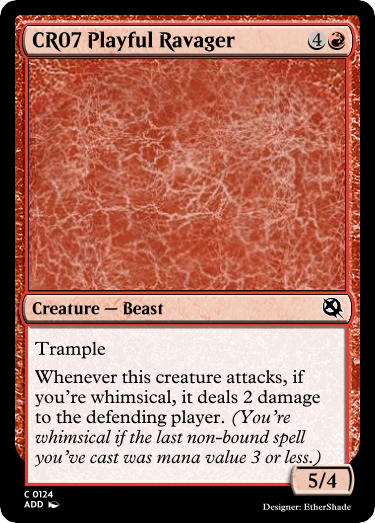 CR07 Playful Ravager 4
Creature — Beast
Trample
Whenever this creature attacks, if
you're whimsical, it deals 2 damage
to the defending player. (You're
whimsical if the last non-bound spell
you've cast was mana value 3 or less.)
5/4
C 0124
ADD
Designer: EtherShade